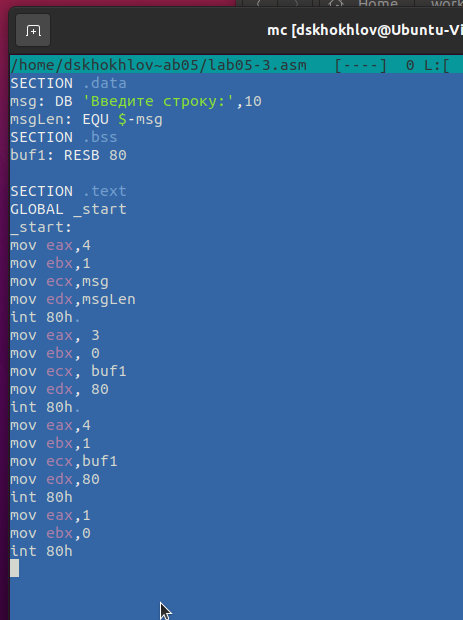 Home
work
mc [dskhokhlov@Ubuntu-Vi
/home/dskhokhlov~ab05/lab05-3.asm [----] 0 L:[
SECTION .data
msg: DB 'Введите строку:',10
msgLen: EQU $-msg
SECTION .bss
buf1: RESB 80
SECTION .text
GLOBAL _start
_start:
mov eax,4
mov ebx,1
mov ecx,msg
mov edx,msgLen
int 80h.
mov eax, 3
mov ebx, 0
mov ecx, buf1
mov edx, 80
int 80h.
mov eax,4
mov ebx,1
mov ecx,buf1
mov edx,80
int 80h
mov eax,1
mov ebx,0
int 80h